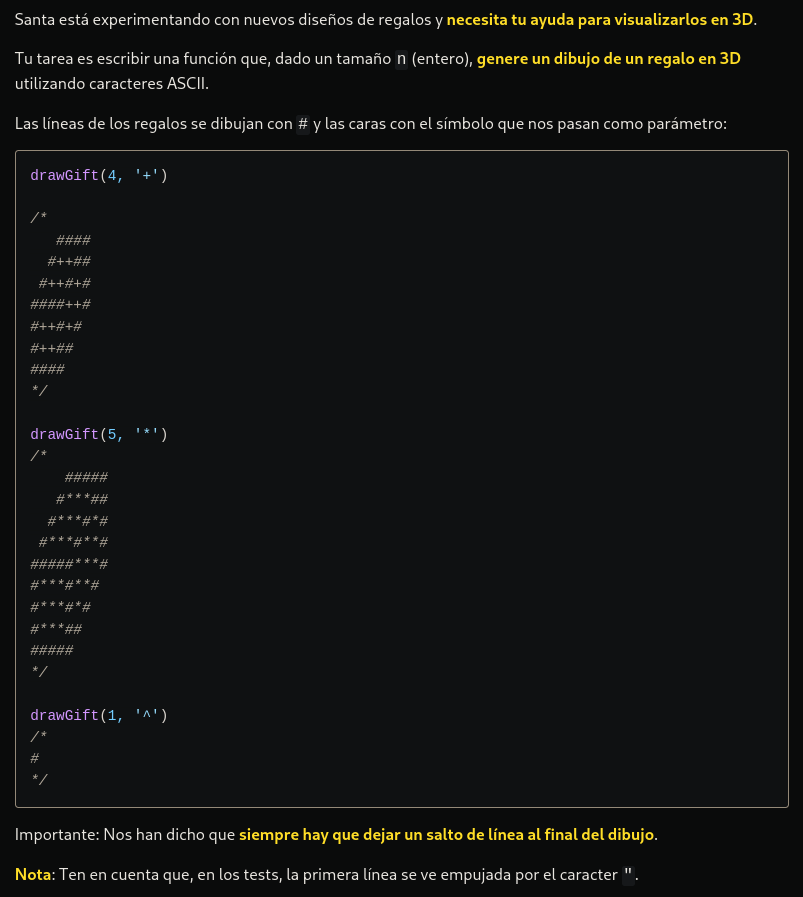 Santa está experimentando con nuevos diseños de regalos y necesita tu ayuda para visualizarlos en 3D.
Tu tarea es escribir una función que, dado un tamaño n (entero), genere un dibujo de un regalo en 3D
utilizando caracteres ASCII.
Las líneas de los regalos se dibujan con # y las caras con el símbolo que nos pasan como parámetro:
drawGift(4, '+')
/*
   ####
  #++##
 #++#+#
####++#
#++#+#
#++##
####
*/
drawGift(5, '*')
/*
    #####
   #***##
  #***#*#
 #***#**#
#####***#
#***#**#
#***#*#
#***##
#####
*/
drawGift(1, '^')
/*
#
*/
Importante: Nos han dicho que siempre hay que dejar un salto de línea al final del dibujo.
Nota: Ten en cuenta que, en los tests, la primera línea se ve empujada por el caracter ".